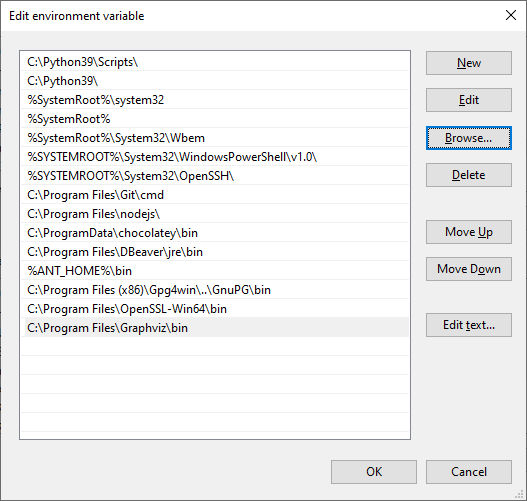 Edit environment variable
C:\Python39\Scripts\
C:\Python39\
%SystemRoot%\system32
%SystemRoot%
%SystemRoot%\System32\Wbem
%SYSTEMROOT%\System32\WindowsPowerShell\v1.0\
%SYSTEMROOT%\System32\OpenSSH\
C:\Program Files\Git\cmd
C:\Program Files\nodejs\
C:\ProgramData\chocolatey\bin
C:\Program Files\DBeaver\jre\bin
%ANT_HOME%\bin
C:\Program Files (x86)\Gpg4win\..\GnuPG\bin
C:\Program Files\OpenSSL-Win64\bin
C:\Program Files\Graphviz\bin
New
Edit
Browse...
Delete
Move Up
Move Down
Edit text...
OK
Cancel